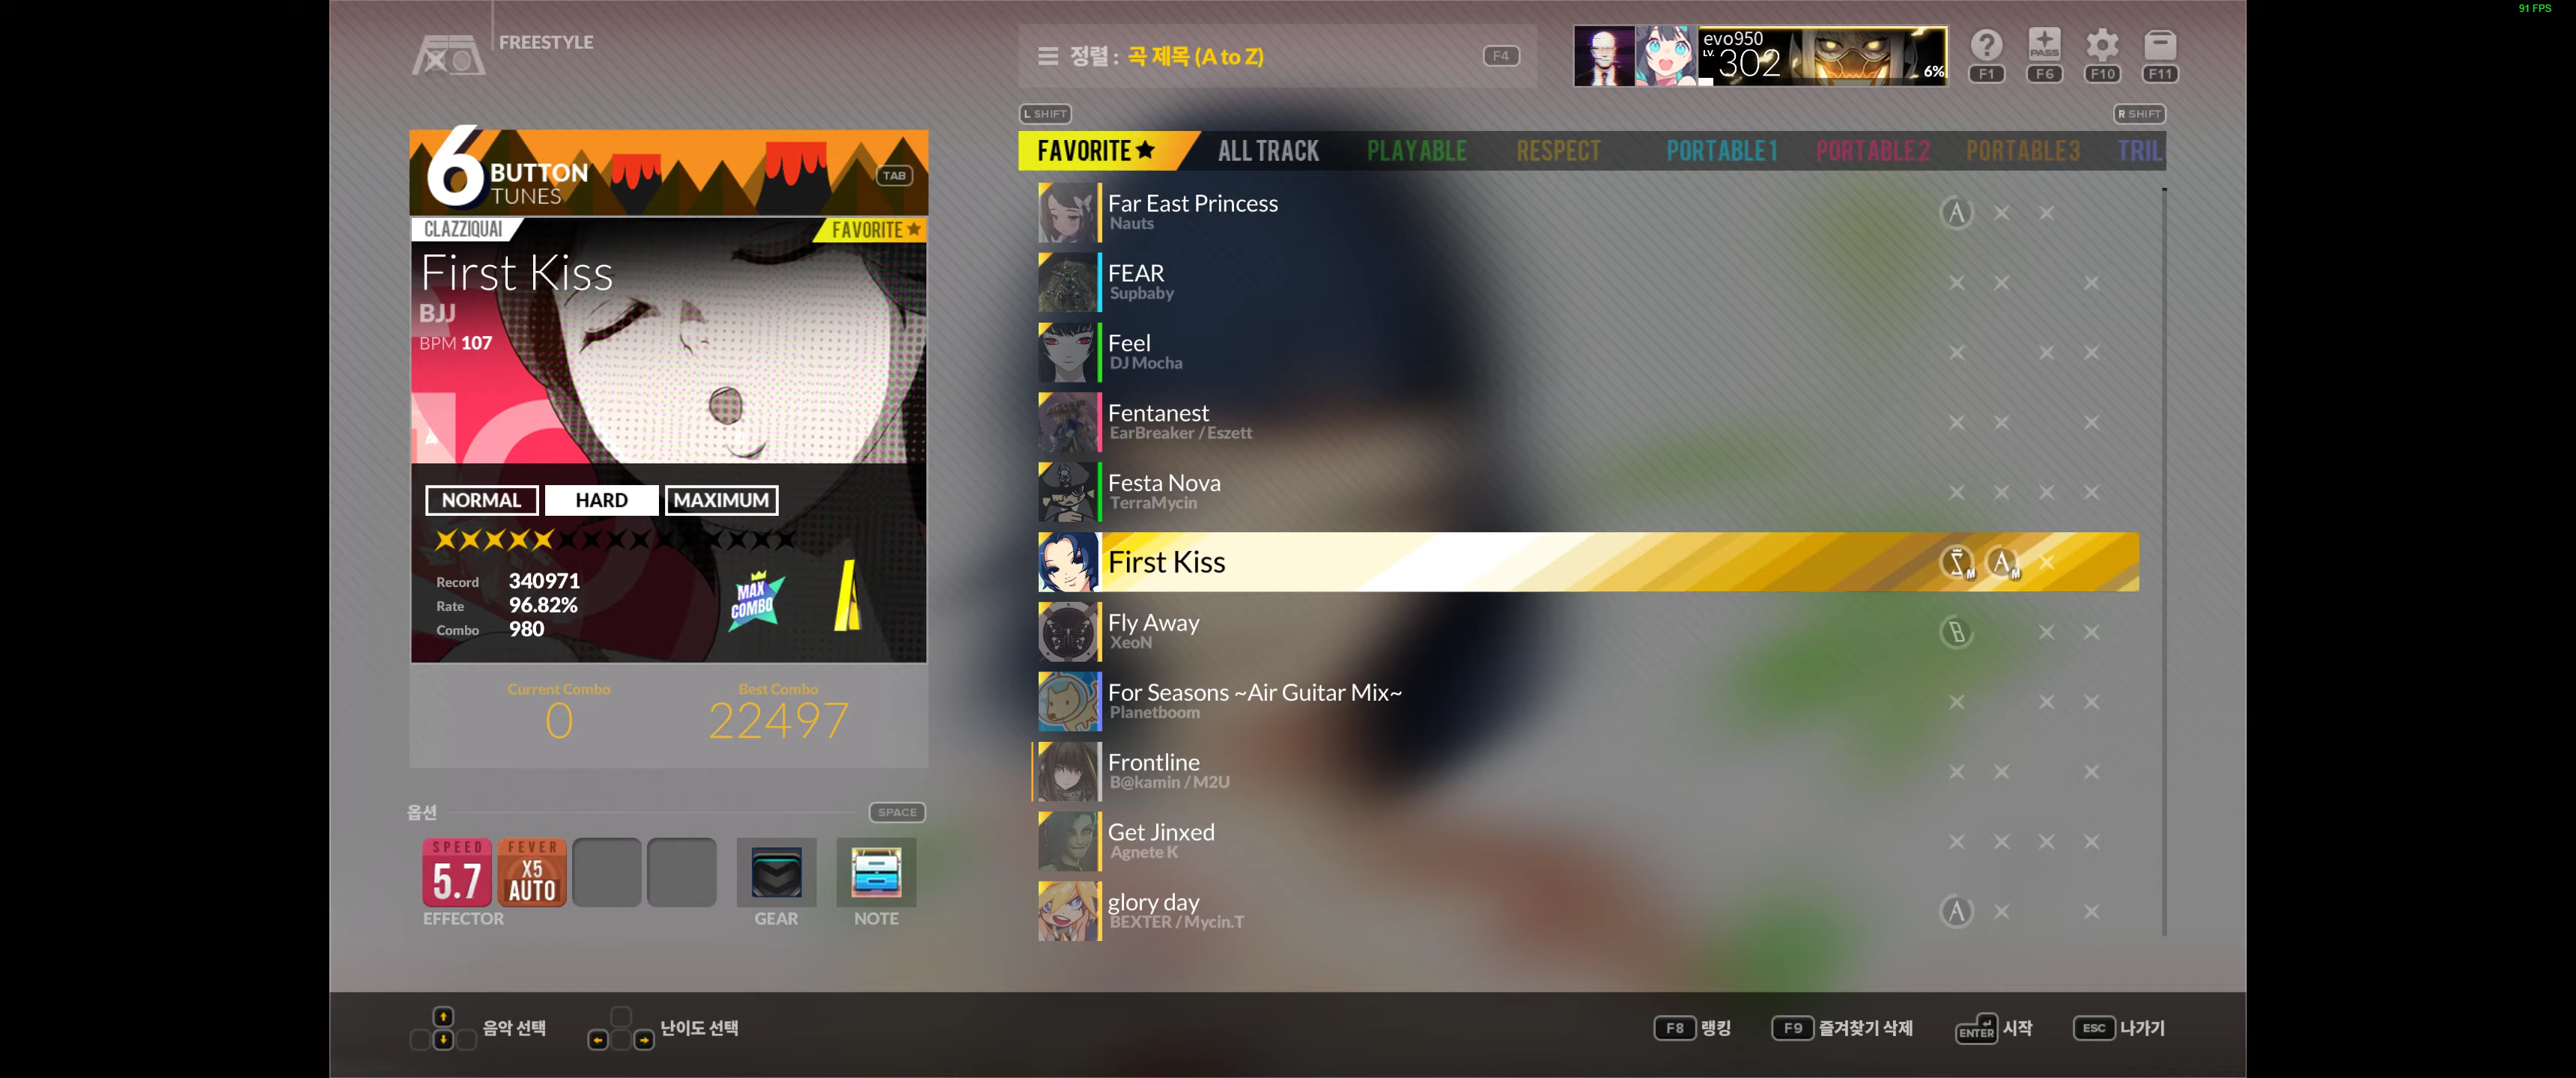 91 FPS
FREESTYLE
정렬 : 곡 제목 (A to Z)
F4
evo950
LV. 302
6%
PASS
F1
F6
F10
F11
L SHIFT
R SHIFT
6 BUTTON
TUNES
TAB
FAVORITE★ ALL TRACK PLAYABLE RESPECT PORTABLE1 PORTABLE2 PORTABLE3 TRIL
CLAZZIQUAI
FAVORITE★
First Kiss
BJJ
BPM 107
NORMAL HARD MAXIMUM
Record 340971
Rate 96.82%
Combo 980
MAX
COMBO
A
Current Combo
0
Best Combo
22497
옵션
SPACE
SPEED
5.7
FEVER
X5
AUTO
EFFECTOR
GEAR
NOTE
Far East Princess
Nauts
A
FEAR
Supbaby
Feel
DJ Mocha
Fentanest
EarBreaker / Eszett
Festa Nova
TerraMycin
First Kiss
S M A M
Fly Away
XeoN
B
For Seasons ~Air Guitar Mix~
Planetboom
Frontline
B@kamin / M2U
Get Jinxed
Agnete K
glory day
BEXTER / Mycin.T
A
음악 선택
난이도 선택
F8 랭킹
F9 즐겨찾기 삭제
ENTER 시작
ESC 나가기